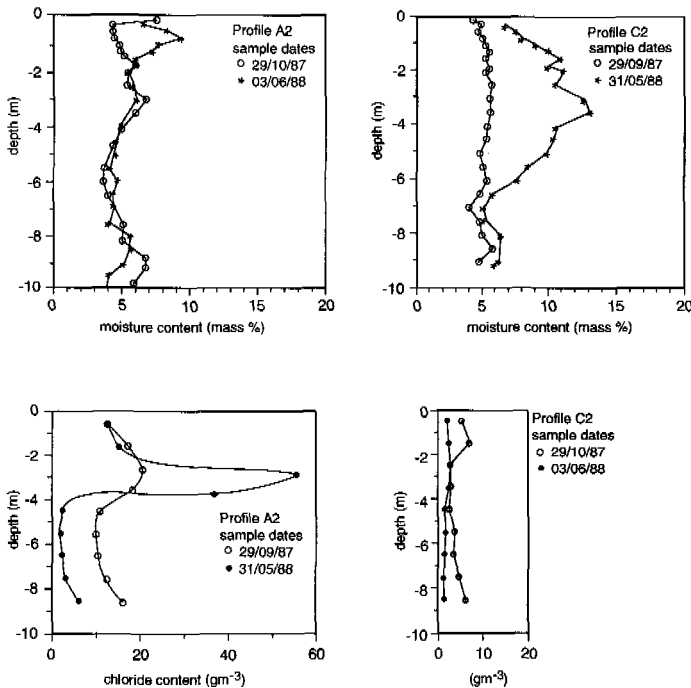 Profile A2
sample dates
29/10/87
03/06/88
0
-2
-4
-6
-8
-10
depth (m)
0 5 10 15 20
moisture content (mass %)
Profile C2
sample dates
29/09/87
31/05/88
0
-2
-4
-6
-8
-10
depth (m)
0 5 10 15 20
moisture content (mass %)
0
-2
-4
-6
-8
-10
depth (m)
Profile A2
sample dates
29/09/87
31/05/88
0 20 40 60
chloride content (gm-3)
0
-2
-4
-6
-8
-10
depth (m)
Profile C2
sample dates
29/10/87
03/06/88
0 10 20
(gm-3)